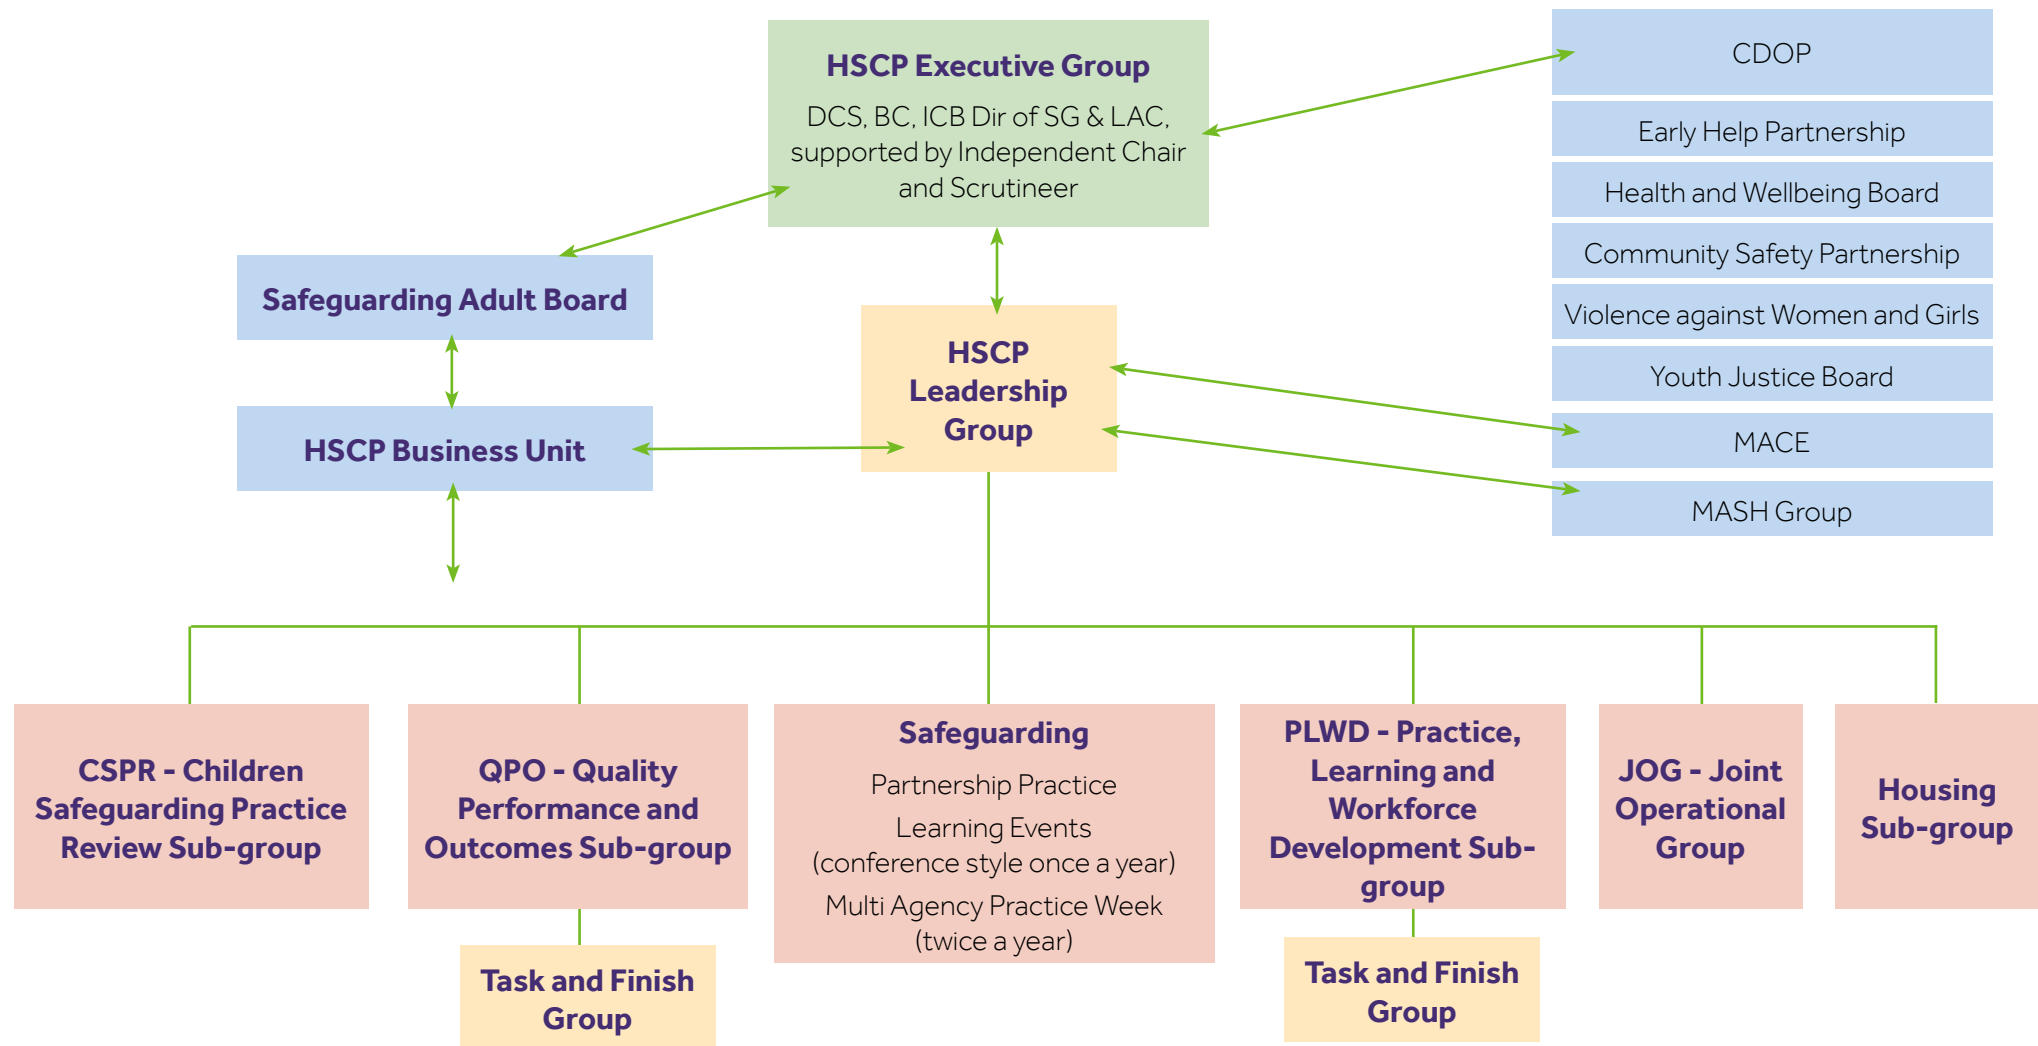 HSCP Executive Group
DCS, BC, ICB Dir of SG & LAC,
supported by Independent Chair
and Scrutineer
CDOP
Early Help Partnership
Health and Wellbeing Board
Community Safety Partnership
Violence against Women and Girls
Youth Justice Board
MACE
MASH Group
Safeguarding Adult Board
HSCP Business Unit
HSCP
Leadership
Group
CSPR - Children
Safeguarding Practice
Review Sub-group
QPO - Quality
Performance and
Outcomes Sub-group
Task and Finish
Group
Safeguarding
Partnership Practice
Learning Events
(conference style once a year)
Multi Agency Practice Week
(twice a year)
PLWD - Practice,
Learning and
Workforce
Development Sub-
group
Task and Finish
Group
JOG - Joint
Operational
Group
Housing
Sub-group